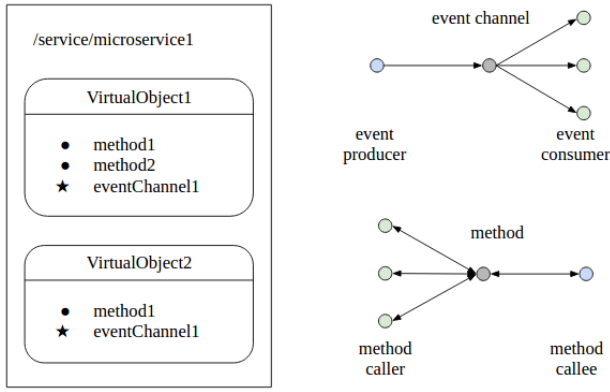 /service/microservice1
VirtualObject1
● method1
● method2
★ eventChannel1
VirtualObject2
● method1
★ eventChannel1
event channel
event
producer
event
consumer
method
method
caller
method
callee